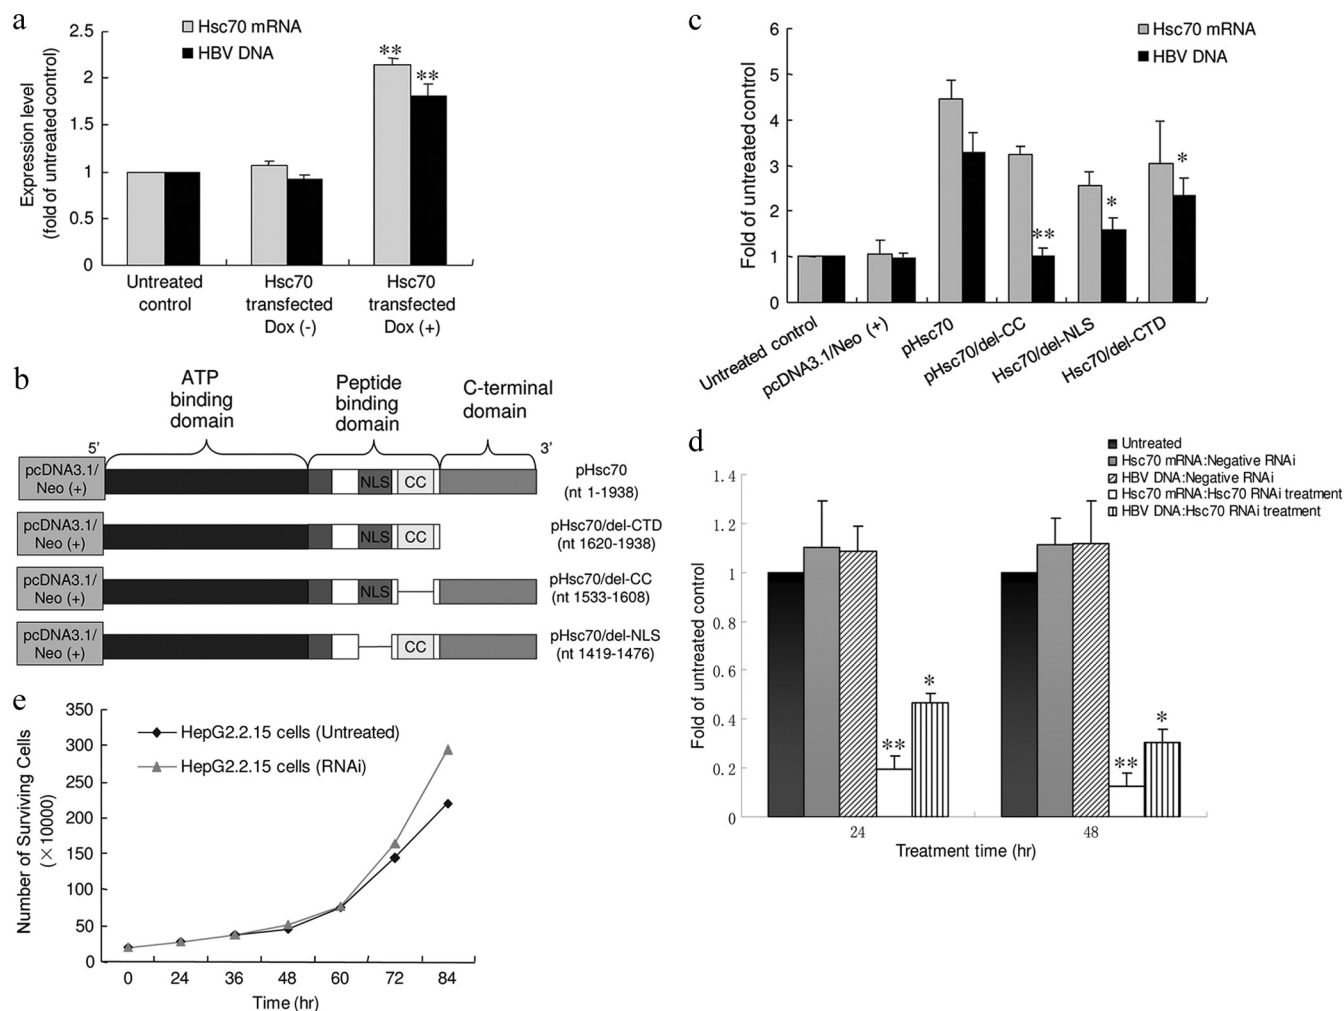 a
2.5
2
1.5
1
0.5
0
Expression level
(fold of untreated control)
Hsc70 mRNA
HBV DNA
**
**
Untreated
control
Hsc70
transfected
Dox (-)
Hsc70
transfected
Dox (+)
b
ATP
binding
domain
Peptide
binding
domain
C-terminal
domain
5'
3'
pcDNA3.1/
Neo (+)
NLS
CC
pHsc70
(nt 1-1938)
pcDNA3.1/
Neo (+)
NLS
CC
pHsc70/del-CTD
(nt 1620-1938)
pcDNA3.1/
Neo (+)
NLS
pHsc70/del-CC
(nt 1533-1608)
pcDNA3.1/
Neo (+)
CC
pHsc70/del-NLS
(nt 1419-1476)
c
6
5
4
3
2
1
0
Fold of untreated control
Hsc70 mRNA
HBV DNA
**
*
*
Untreated control
pcDNA3.1/Neo (+)
pHsc70
pHsc70/del-CC
Hsc70/del-NLS
Hsc70/del-CTD
d
Untreated
Hsc70 mRNA:Negative RNAi
HBV DNA:Negative RNAi
Hsc70 mRNA:Hsc70 RNAi treatment
HBV DNA:Hsc70 RNAi treatment
1.4
1.2
1
0.8
0.6
0.4
0.2
0
Fold of untreated control
**
*
**
*
24
48
Treatment time (hr)
e
350
300
250
200
150
100
50
0
Number of Surviving Cells
(×10000)
HepG2.2.15 cells (Untreated)
HepG2.2.15 cells (RNAi)
0
24
36
48
60
72
84
Time (hr)